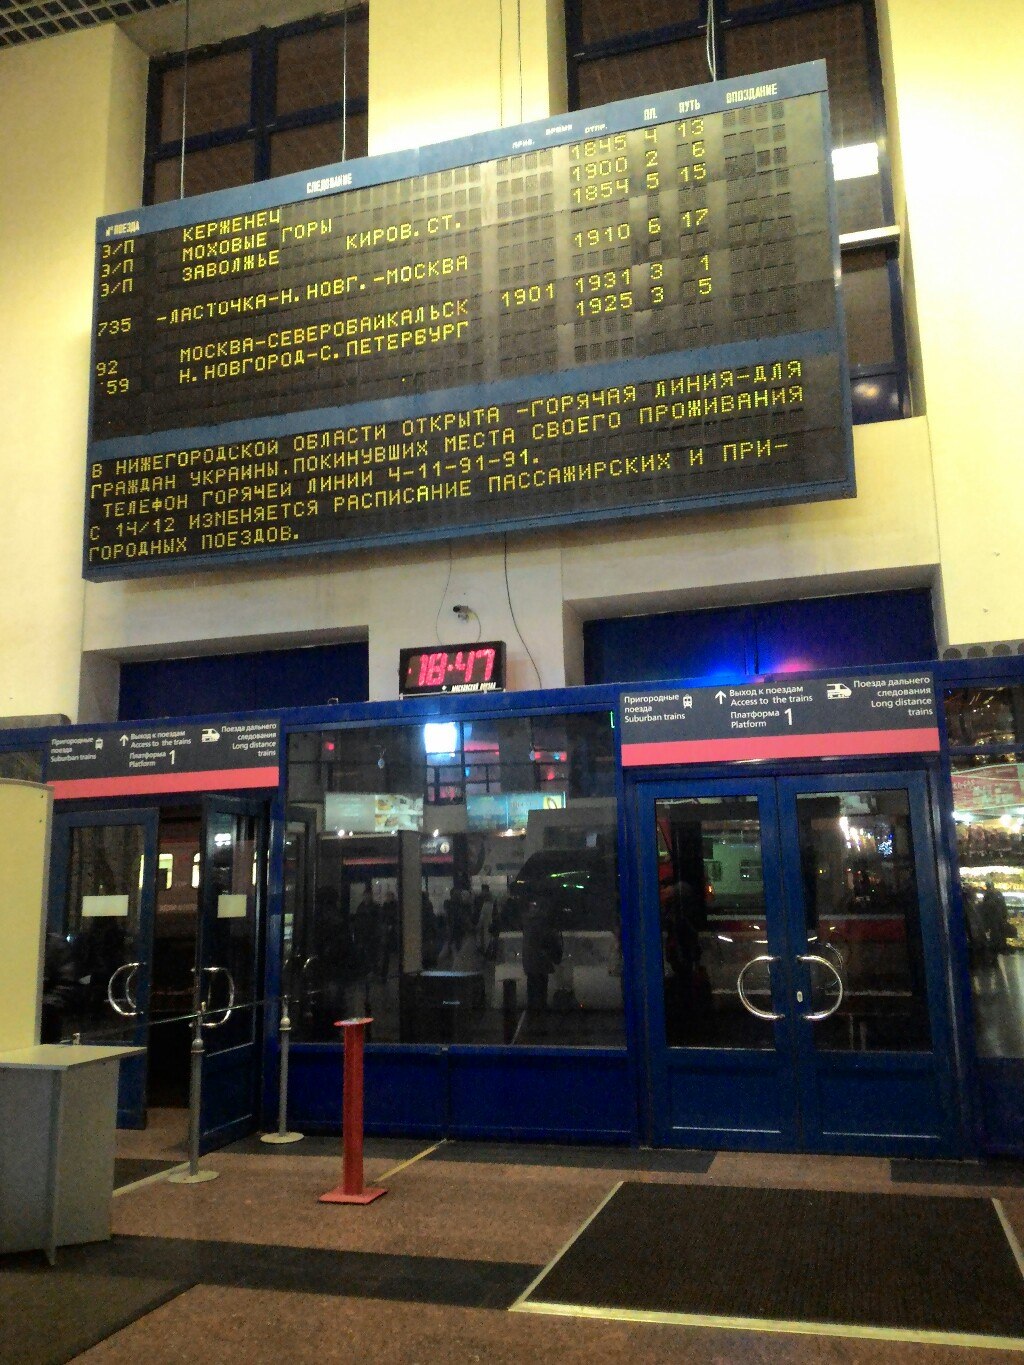 № ПОЕЗДА СЛЕДОВАНИЕ ПРИБ. ВРЕМЯ ОТПР. ПЛ. ПУТЬ ОПОЗДАНИЕ
Э/П КЕРЖЕНЕЦ 1845 4 13
Э/П МОХОВЫЕ ГОРЫ 1900 2 6
Э/П ЗАВОЛЖЬЕ КИРОВ.СТ. 1854 5 15
735 -ЛАСТОЧКА-Н.НОВГ.-МОСКВА 1910 6 17
92 МОСКВА-СЕВЕРОБАЙКАЛЬСК 1901 1931 3 1
59 Н.НОВГОРОД-С.ПЕТЕРБУРГ 1925 3 5
В НИЖЕГОРОДСКОЙ ОБЛАСТИ ОТКРЫТА -ГОРЯЧАЯ ЛИНИЯ-ДЛЯ
ГРАЖДАН УКРАИНЫ,ПОКИНУВШИХ МЕСТА СВОЕГО ПРОЖИВАНИЯ
ТЕЛЕФОН ГОРЯЧЕЙ ЛИНИИ 4-11-91-91.
С 14/12 ИЗМЕНЯЕТСЯ РАСПИСАНИЕ ПАССАЖИРСКИХ И ПРИ-
ГОРОДНЫХ ПОЕЗДОВ.
18:47
МОСКОВСКОЕ ВРЕМЯ
Пригородные поезда
Suburban trains
Выход к поездам
Access to the trains
Платформа 1
Platform
Поезда дальнего
следования
Long distance
trains
Пригородные
поезда
Suburban trains
Выход к поездам
Access to the trains
Платформа 1
Platform
Поезда дальнего
следования
Long distance
trains